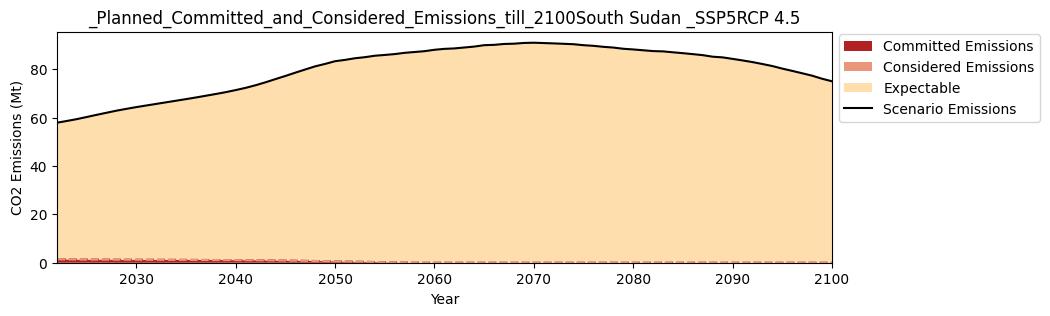 _Planned_Committed_and_Considered_Emissions_till_2100South Sudan _SSP5RCP 4.5
Committed Emissions
Considered Emissions
Expectable
Scenario Emissions
CO2 Emissions (Mt)
80
60
40
20
0
2030 2040 2050 2060 2070 2080 2090 2100
Year